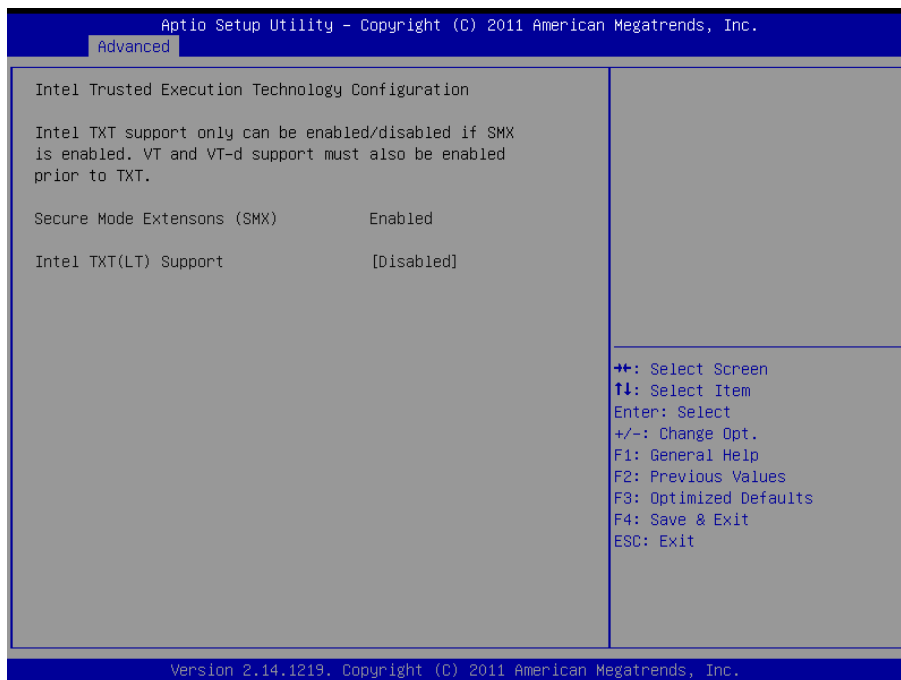 Aptio Setup Utility – Copyright (C) 2011 American Megatrends, Inc.
Advanced
Intel Trusted Execution Technology Configuration
Intel TXT support only can be enabled/disabled if SMX
is enabled. VT and VT-d support must also be enabled
prior to TXT.
Secure Mode Extensons (SMX) Enabled
Intel TXT(LT) Support [Disabled]
→←: Select Screen
↑↓: Select Item
Enter: Select
+/-: Change Opt.
F1: General Help
F2: Previous Values
F3: Optimized Defaults
F4: Save & Exit
ESC: Exit
Version 2.14.1219. Copyright (C) 2011 American Megatrends, Inc.